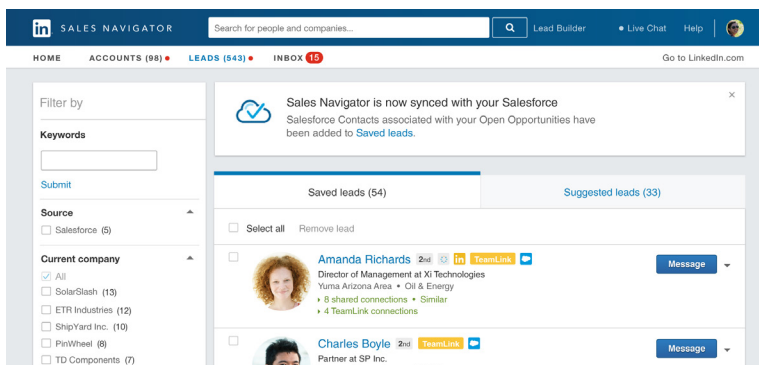 in SALES NAVIGATOR
Search for people and companies...
Lead Builder
Live Chat
Help
HOME
ACCOUNTS (98)
LEADS (543)
INBOX 15
Go to LinkedIn.com
Filter by
Keywords
Submit
Source
Salesforce (5)
Current company
All
SolarSlash (13)
ETR Industries (12)
ShipYard Inc. (10)
PinWheel (8)
TD Components (7)
Sales Navigator is now synced with your Salesforce
Salesforce Contacts associated with your Open Opportunities have
been added to Saved leads.
Saved leads (54)
Suggested leads (33)
Select all
Remove lead
Amanda Richards 2nd in TeamLink
Director of Management at Xi Technologies
Yuma Arizona Area • Oil & Energy
8 shared connections • Similar
4 TeamLink connections
Message
Charles Boyle 2nd TeamLink
Partner at SP Inc.
Message